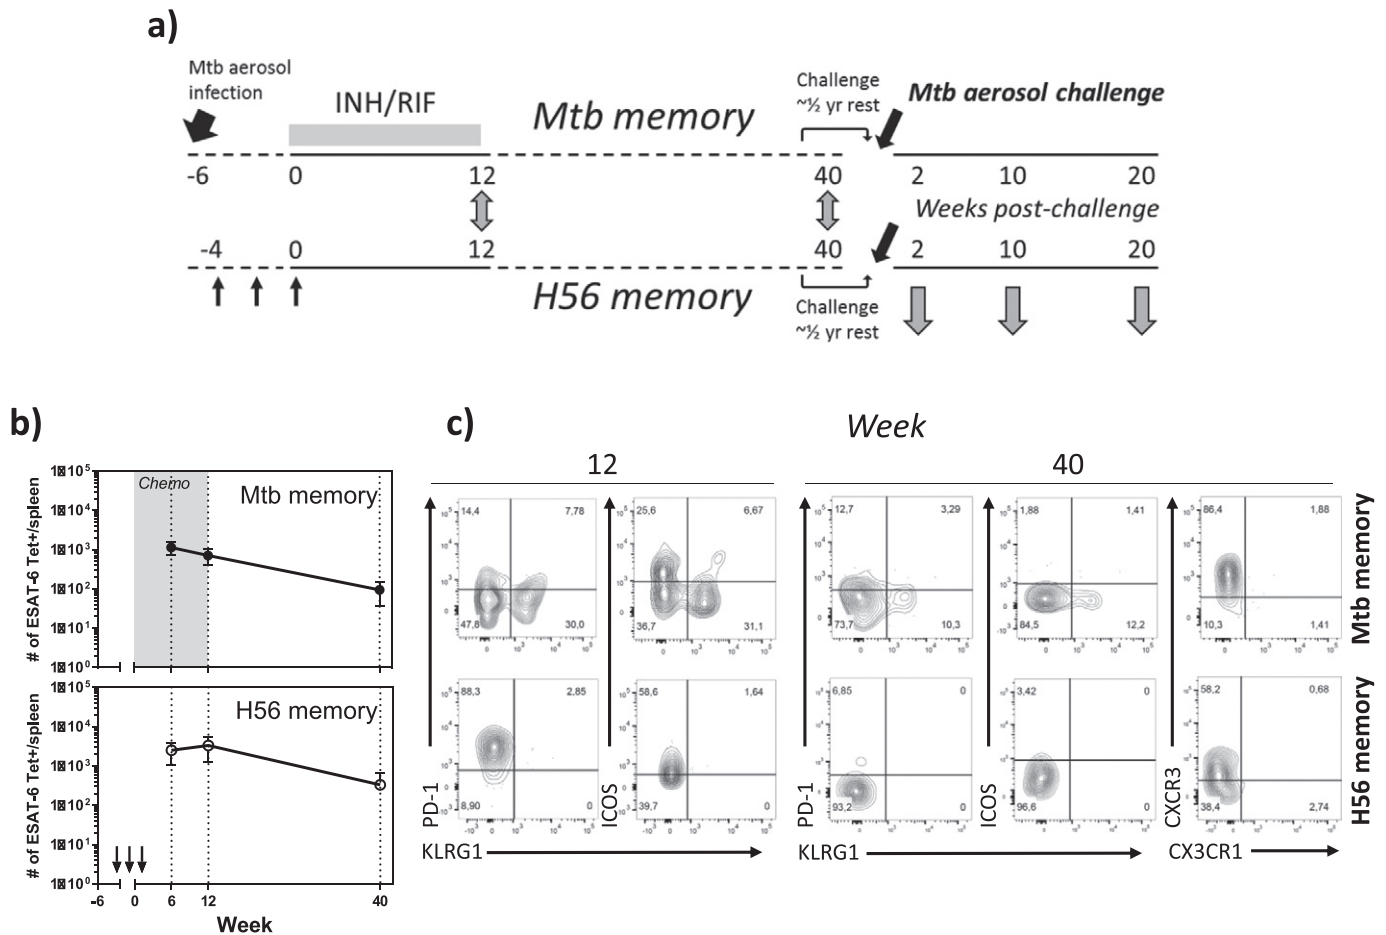 a)
Mtb aerosol
infection
INH/RIF
Mtb memory
Challenge
~½ yr rest
Mtb aerosol challenge
-6 0 12 40 2 10 20
Weeks post-challenge
-4 0 12 40 2 10 20
H56 memory
Challenge
~½ yr rest
b)
# of ESAT-6 Tet+/spleen
Chemo
Mtb memory
# of ESAT-6 Tet+/spleen
H56 memory
-6 0 6 12 40
Week
c)
Week
12 40
14,4 7,78 25,6 6,67 12,7 3,29 1,88 1,41 86,4 1,88
47,8 30,0 36,7 31,1 73,7 10,3 84,5 12,2 10,3 1,41
Mtb memory
88,3 2,85 58,6 1,64 6,85 0 3,42 0 58,2 0,68
8,90 0 39,7 0 93,2 0 96,6 0 38,4 2,74
H56 memory
PD-1 ICOS PD-1 ICOS CXCR3
KLRG1 KLRG1 CX3CR1